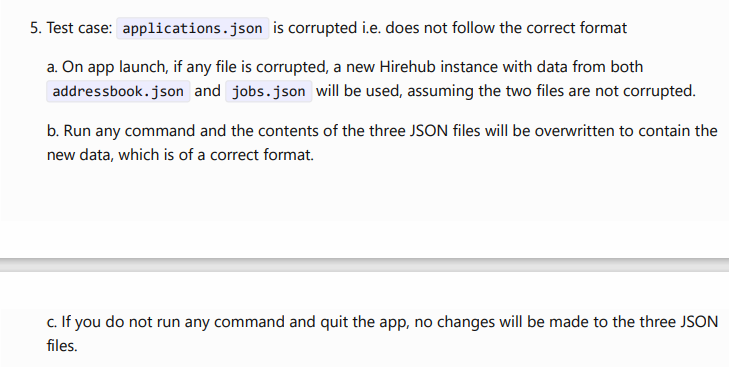 5. Test case: applications.json is corrupted i.e. does not follow the correct format
a. On app launch, if any file is corrupted, a new Hirehub instance with data from both
addressbook.json and jobs.json will be used, assuming the two files are not corrupted.
b. Run any command and the contents of the three JSON files will be overwritten to contain the
new data, which is of a correct format.
c. If you do not run any command and quit the app, no changes will be made to the three JSON
files.